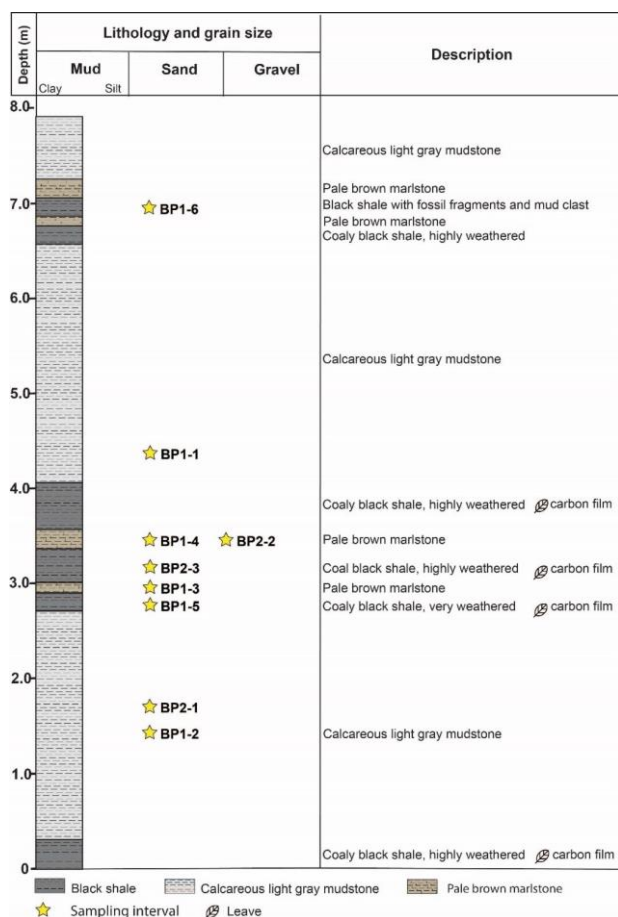 Depth (m)
Lithology and grain size
Description
Mud
Sand
Gravel
Clay
Silt
8.0
Calcareous light gray mudstone
Pale brown marlstone
7.0
BP1-6
Black shale with fossil fragments and mud clast
Pale brown marlstone
Coaly black shale, highly weathered
6.0
Calcareous light gray mudstone
5.0
BP1-1
4.0
Coaly black shale, highly weathered carbon film
BP1-4 BP2-2 Pale brown marlstone
BP2-3 Coal black shale, highly weathered carbon film
3.0 BP1-3 Pale brown marlstone
BP1-5 Coaly black shale, very weathered carbon film
2.0
BP2-1
BP1-2 Calcareous light gray mudstone
1.0
Coaly black shale, highly weathered carbon film
0
Black shale Calcareous light gray mudstone Pale brown marlstone
Sampling interval Leave